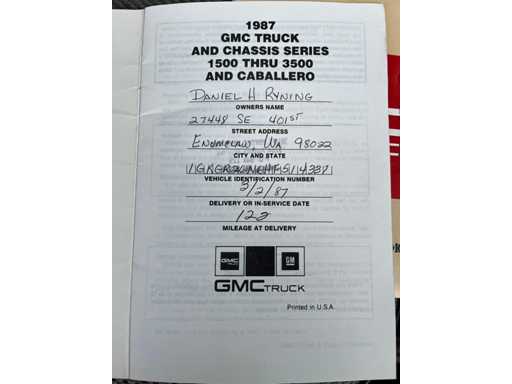 1987
GMC TRUCK
AND CHASSIS SERIES
1500 THRU 3500
AND CABALLERO
DANIEL H RYNING
OWNERS NAME
27448 SE 401ST
STREET ADDRESS
ENUMCLAW, WA 98022
CITY AND STATE
VEHICLE IDENTIFICATION NUMBER
3/2/87
DELIVERY OR IN-SERVICE DATE
122
MILEAGE AT DELIVERY
GMC GM
GMC TRUCK
Printed in U.S.A.